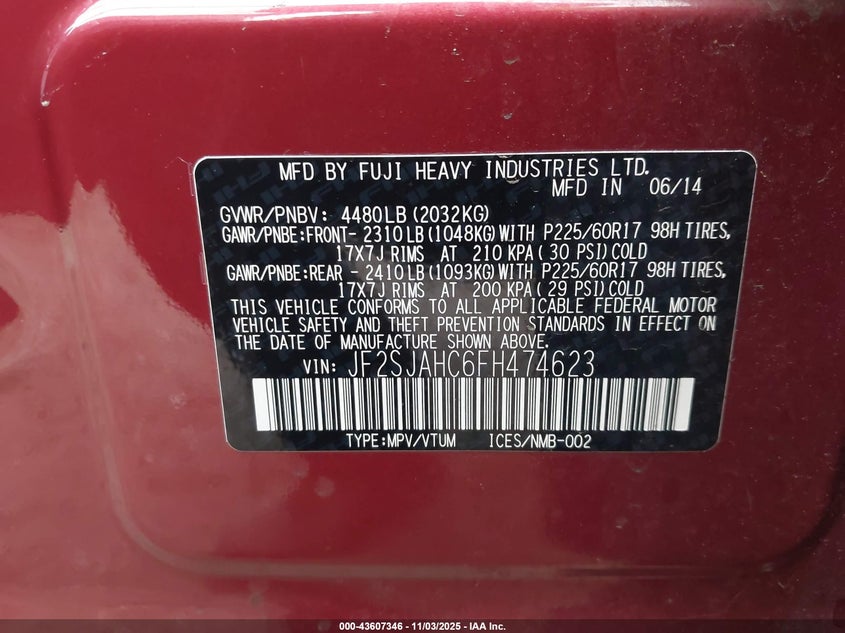 MFD BY FUJI HEAVY INDUSTRIES LTD.
MFD IN 06/14
GVWR/PNBV: 4480LB (2032KG)
GAWR/PNBE:FRONT- 2310LB (1048KG) WITH P225/60R17 98H TIRES,
17X7J RIMS AT 210 KPA ( 30 PSI) COLD
GAWR/PNBE:REAR - 2410LB (1093KG) WITH P225/60R17 98H TIRES,
17X7J RIMS AT 200 KPA ( 29 PSI) COLD
THIS VEHICLE CONFORMS TO ALL APPLICABLE FEDERAL MOTOR
VEHICLE SAFETY AND THEFT PREVENTION STANDARDS IN EFFECT ON
THE DATE OF MANUFACTURE SHOWN ABOVE.
VIN: JF2SJAHC6FH474623
TYPE:MPV/VTUM ICES/NMB-002
000-43607346 - 11/03/2025 - IAA Inc.